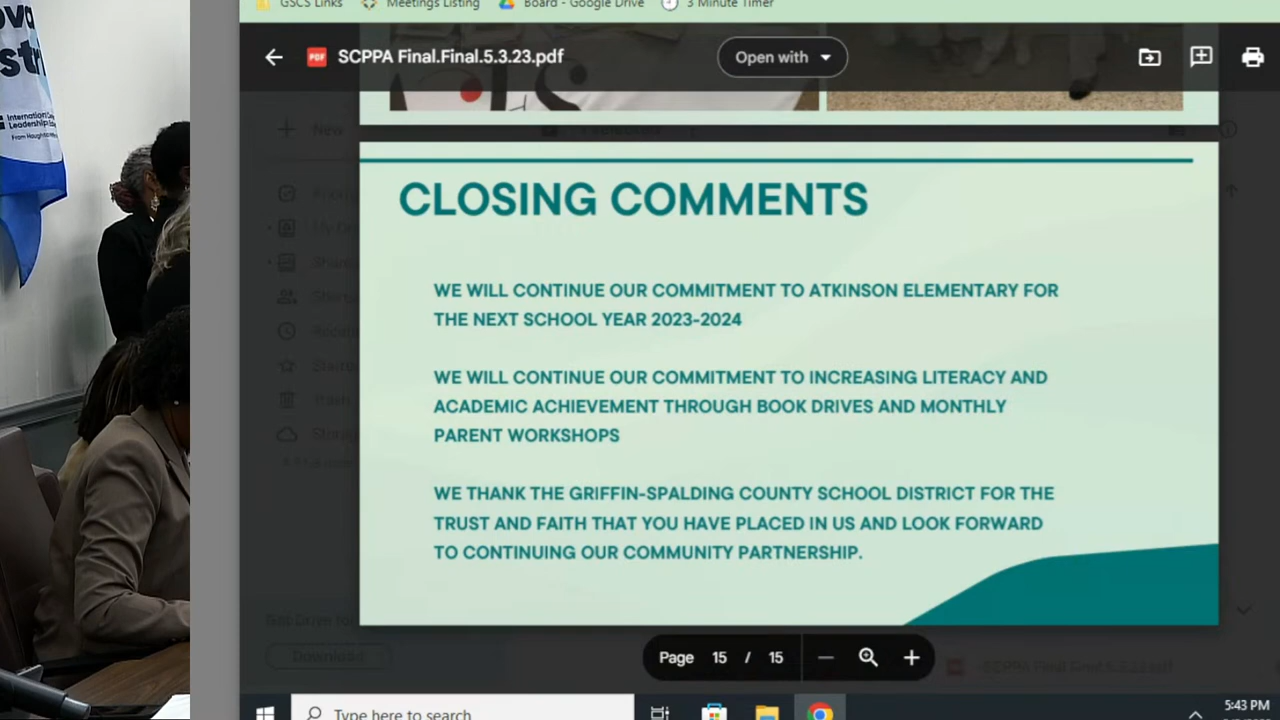 GSCS Links
Meetings Listing
Board - Google Drive
3 Minute Timer
PDF
SCPPA Final.Final.5.3.23.pdf
Open with
New
International
Leadership
CLOSING COMMENTS
WE WILL CONTINUE OUR COMMITMENT TO ATKINSON ELEMENTARY FOR
THE NEXT SCHOOL YEAR 2023-2024
WE WILL CONTINUE OUR COMMITMENT TO INCREASING LITERACY AND
ACADEMIC ACHIEVEMENT THROUGH BOOK DRIVES AND MONTHLY
PARENT WORKSHOPS
WE THANK THE GRIFFIN-SPALDING COUNTY SCHOOL DISTRICT FOR THE
TRUST AND FAITH THAT YOU HAVE PLACED IN US AND LOOK FORWARD
TO CONTINUING OUR COMMUNITY PARTNERSHIP.
Page 15 / 15
Type here to search
5:43 PM